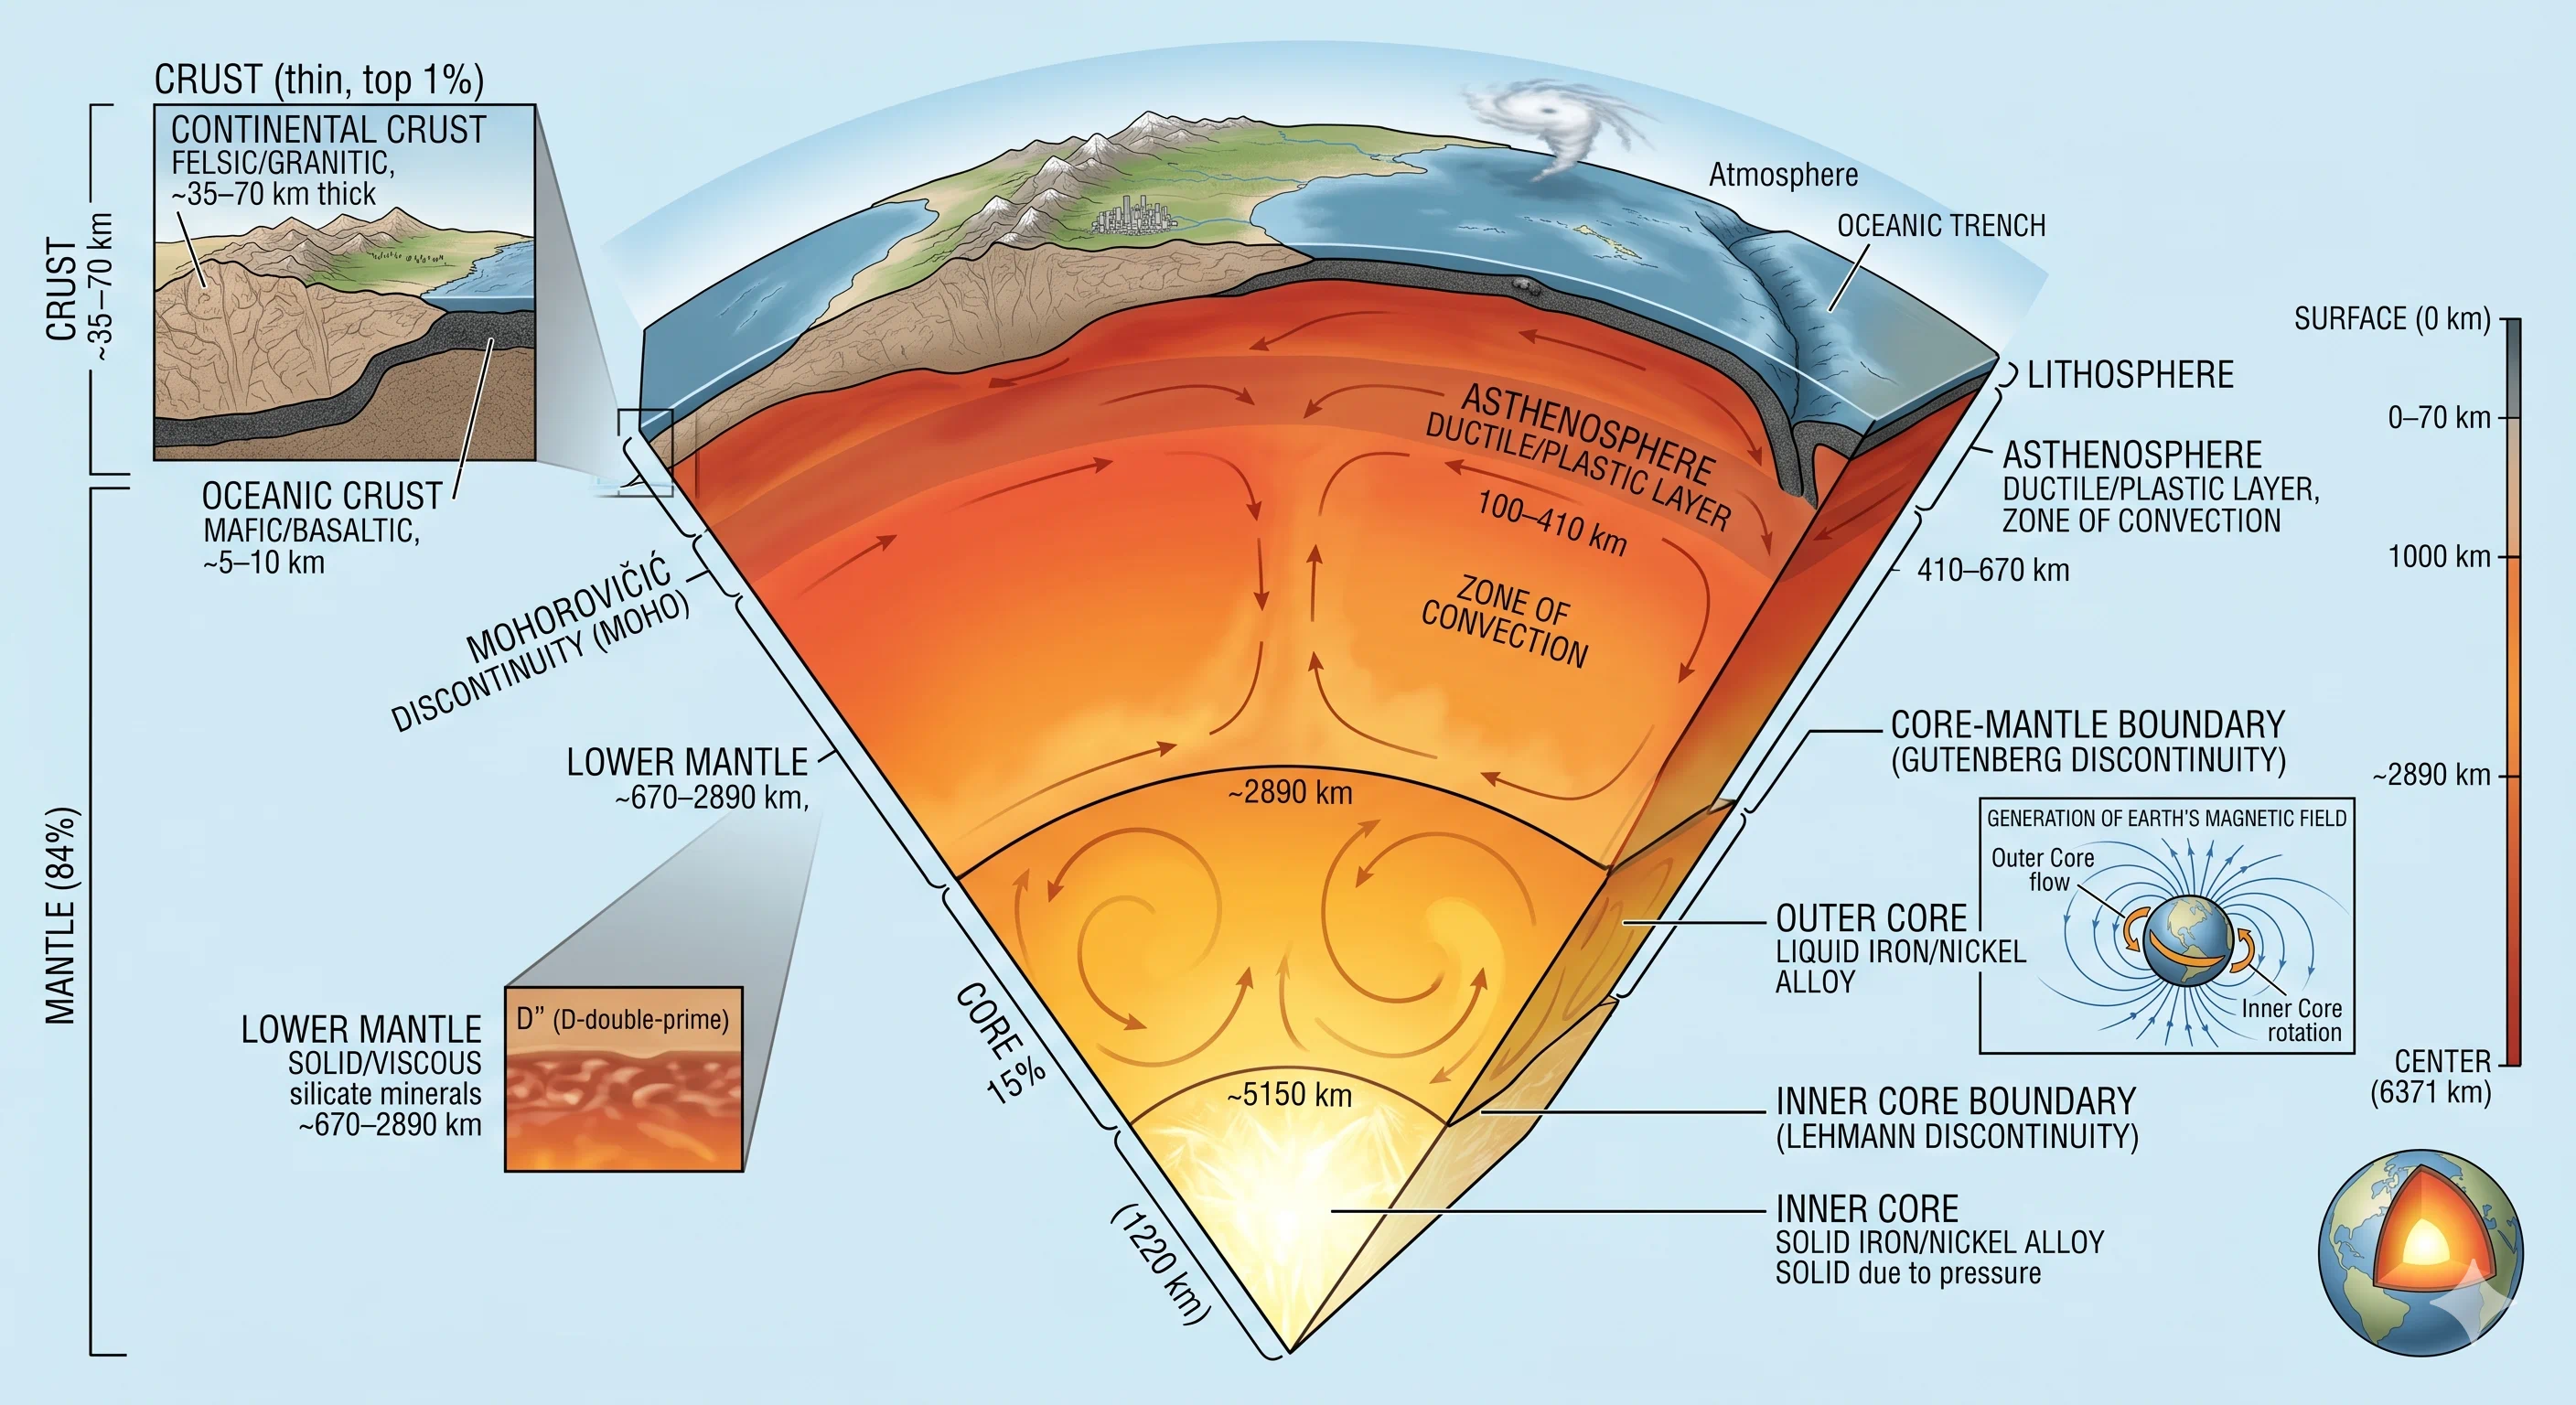 CRUST (thin, top 1%)
CONTINENTAL CRUST
FELSIC/GRANITIC,
~35–70 km thick
CRUST
~35–70 km
OCEANIC CRUST
MAFIC/BASALTIC,
~5–10 km
MOHOROVIČIĆ
DISCONTINUITY (MOHO)
LOWER MANTLE
~670–2890 km,
MANTLE (84%)
D” (D-double-prime)
LOWER MANTLE
SOLID/VISCOUS
silicate minerals
~670–2890 km
CORE
15%
(1220 km)
Atmosphere
OCEANIC TRENCH
ASTHENOSPHERE
DUCTILE/PLASTIC LAYER
100–410 km
ZONE OF
CONVECTION
~2890 km
~5150 km
LITHOSPHERE
ASTHENOSPHERE
DUCTILE/PLASTIC LAYER,
ZONE OF CONVECTION
410–670 km
CORE-MANTLE BOUNDARY
(GUTENBERG DISCONTINUITY)
GENERATION OF EARTH'S MAGNETIC FIELD
Outer Core
flow
Inner Core
rotation
OUTER CORE
LIQUID IRON/NICKEL
ALLOY
INNER CORE BOUNDARY
(LEHMANN DISCONTINUITY)
INNER CORE
SOLID IRON/NICKEL ALLOY
SOLID due to pressure
SURFACE (0 km)
0–70 km
1000 km
~2890 km
CENTER
(6371 km)